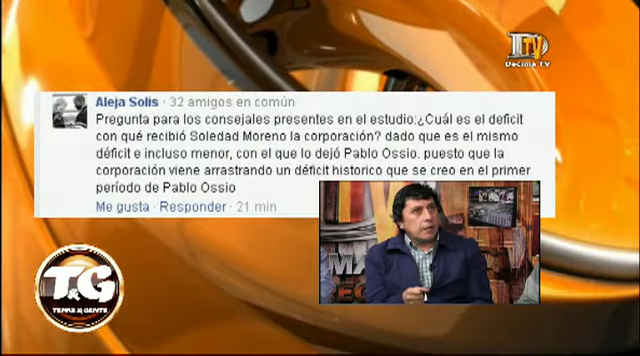 DTV
Décima TV
Aleja Solis · 32 amigos en común
Pregunta para los consejales presentes en el estudio:¿Cuál es el deficit
con qué recibió Soledad Moreno la corporación? dado que es el mismo
déficit e incluso menor, con el que lo dejó Pablo Ossio. puesto que la
corporación viene arrastrando un déficit historico que se creo en el primer
período de Pablo Ossio
Me gusta · Responder · 21 min
T&G
TEMAS & GENTE